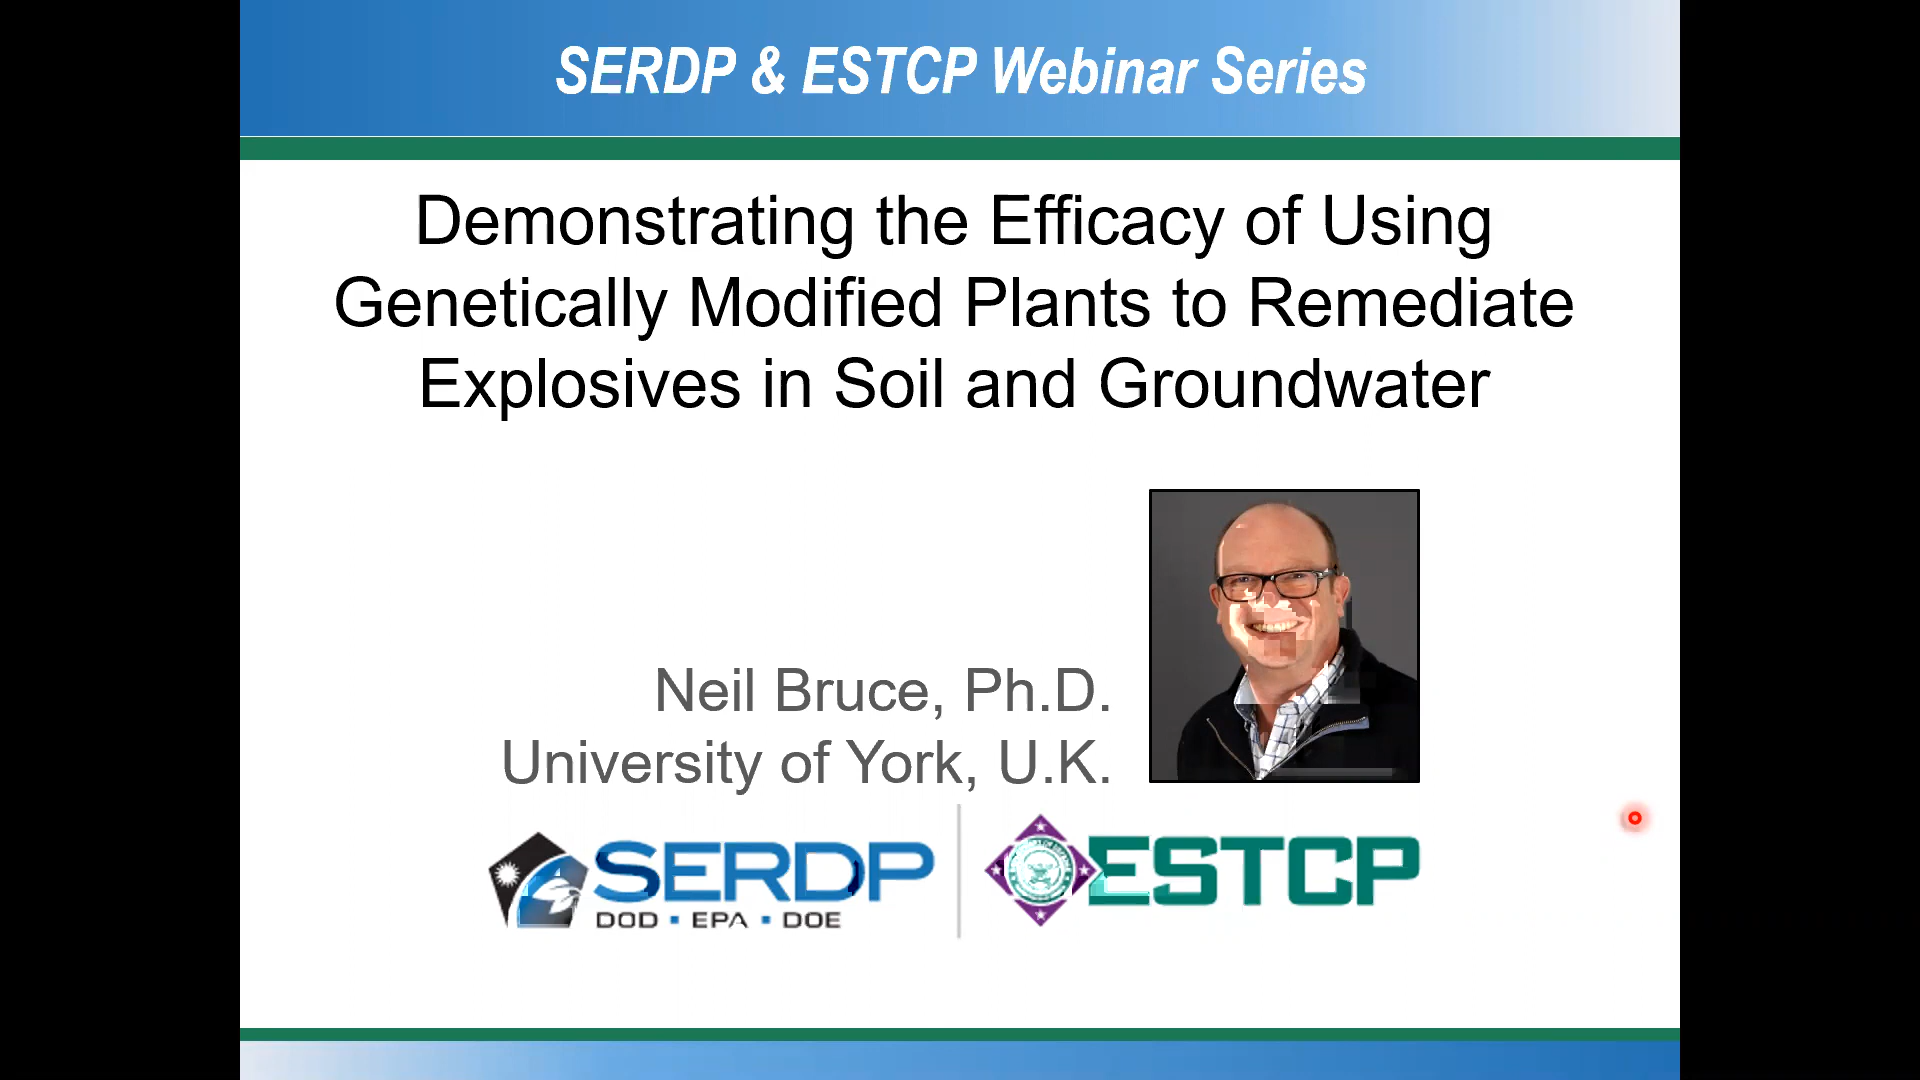 SERDP & ESTCP Webinar Series
Demonstrating the Efficacy of Using
Genetically Modified Plants to Remediate
Explosives in Soil and Groundwater
Neil Bruce, Ph.D.
University of York, U.K.
SERDP
DOD ▪ EPA ▪ DOE
ESTCP